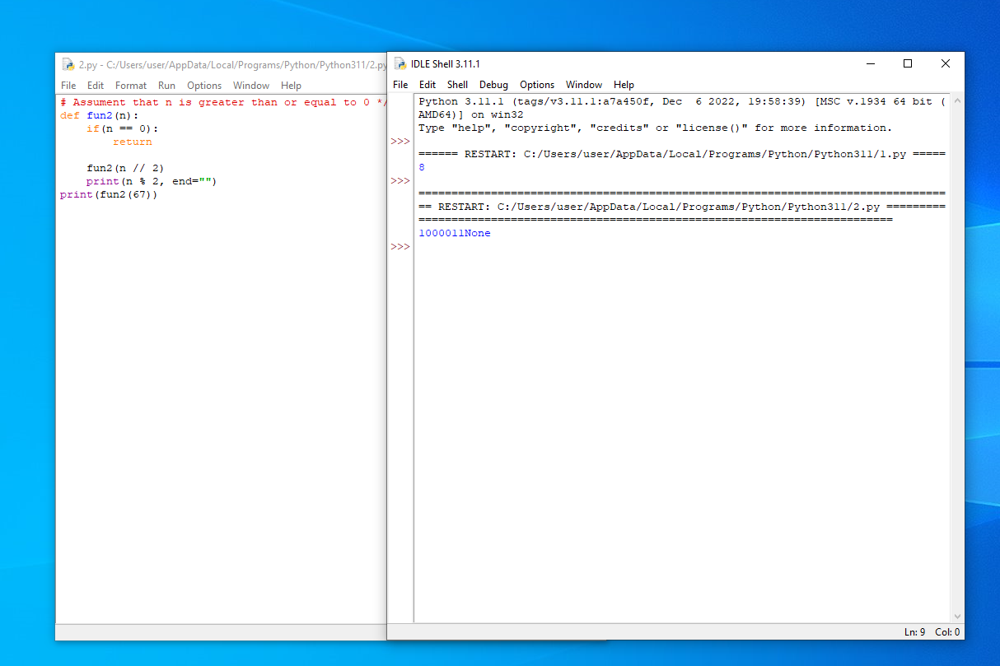 2.py - C:/Users/user/AppData/Local/Programs/Python/Python311/2.py
File Edit Format Run Options Window Help
# Assument that n is greater than or equal to 0 */
def fun2(n):
    if(n == 0):
        return
    fun2(n // 2)
    print(n % 2, end="")
print(fun2(67))
IDLE Shell 3.11.1
File Edit Shell Debug Options Window Help
Python 3.11.1 (tags/v3.11.1:a7a450f, Dec  6 2022, 19:58:39) [MSC v.1934 64 bit (
AMD64)] on win32
Type "help", "copyright", "credits" or "license()" for more information.
>>>
====== RESTART: C:/Users/user/AppData/Local/Programs/Python/Python311/1.py =====
8
>>>
================================================================================
== RESTART: C:/Users/user/AppData/Local/Programs/Python/Python311/2.py =========
========================================================================
1000011None
>>>
Ln: 9 Col: 0